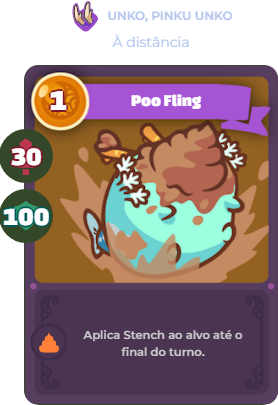 UNKO, PINKU UNKO
À distância
1
Poo Fling
30
100
Aplica Stench ao alvo até o
final do turno.